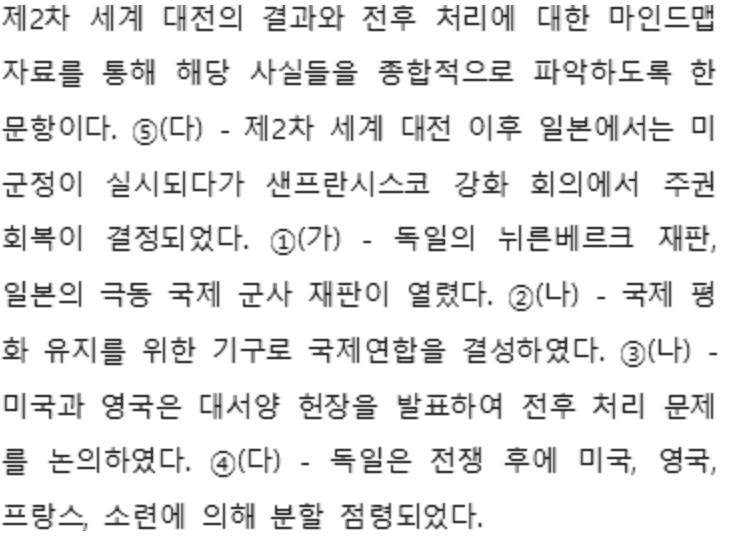 제2차 세계 대전의 결과와 전후 처리에 대한 마인드맵
자료를 통해 해당 사실들을 종합적으로 파악하도록 한
문항이다. ⑤(다) - 제2차 세계 대전 이후 일본에서는 미
군정이 실시되다가 샌프란시스코 강화 회의에서 주권
회복이 결정되었다. ①(가) - 독일의 뉘른베르크 재판,
일본의 극동 국제 군사 재판이 열렸다. ②(나) - 국제 평
화 유지를 위한 기구로 국제연합을 결성하였다. ③(나) -
미국과 영국은 대서양 헌장을 발표하여 전후 처리 문제
를 논의하였다. ④(다) - 독일은 전쟁 후에 미국, 영국,
프랑스, 소련에 의해 분할 점령되었다.